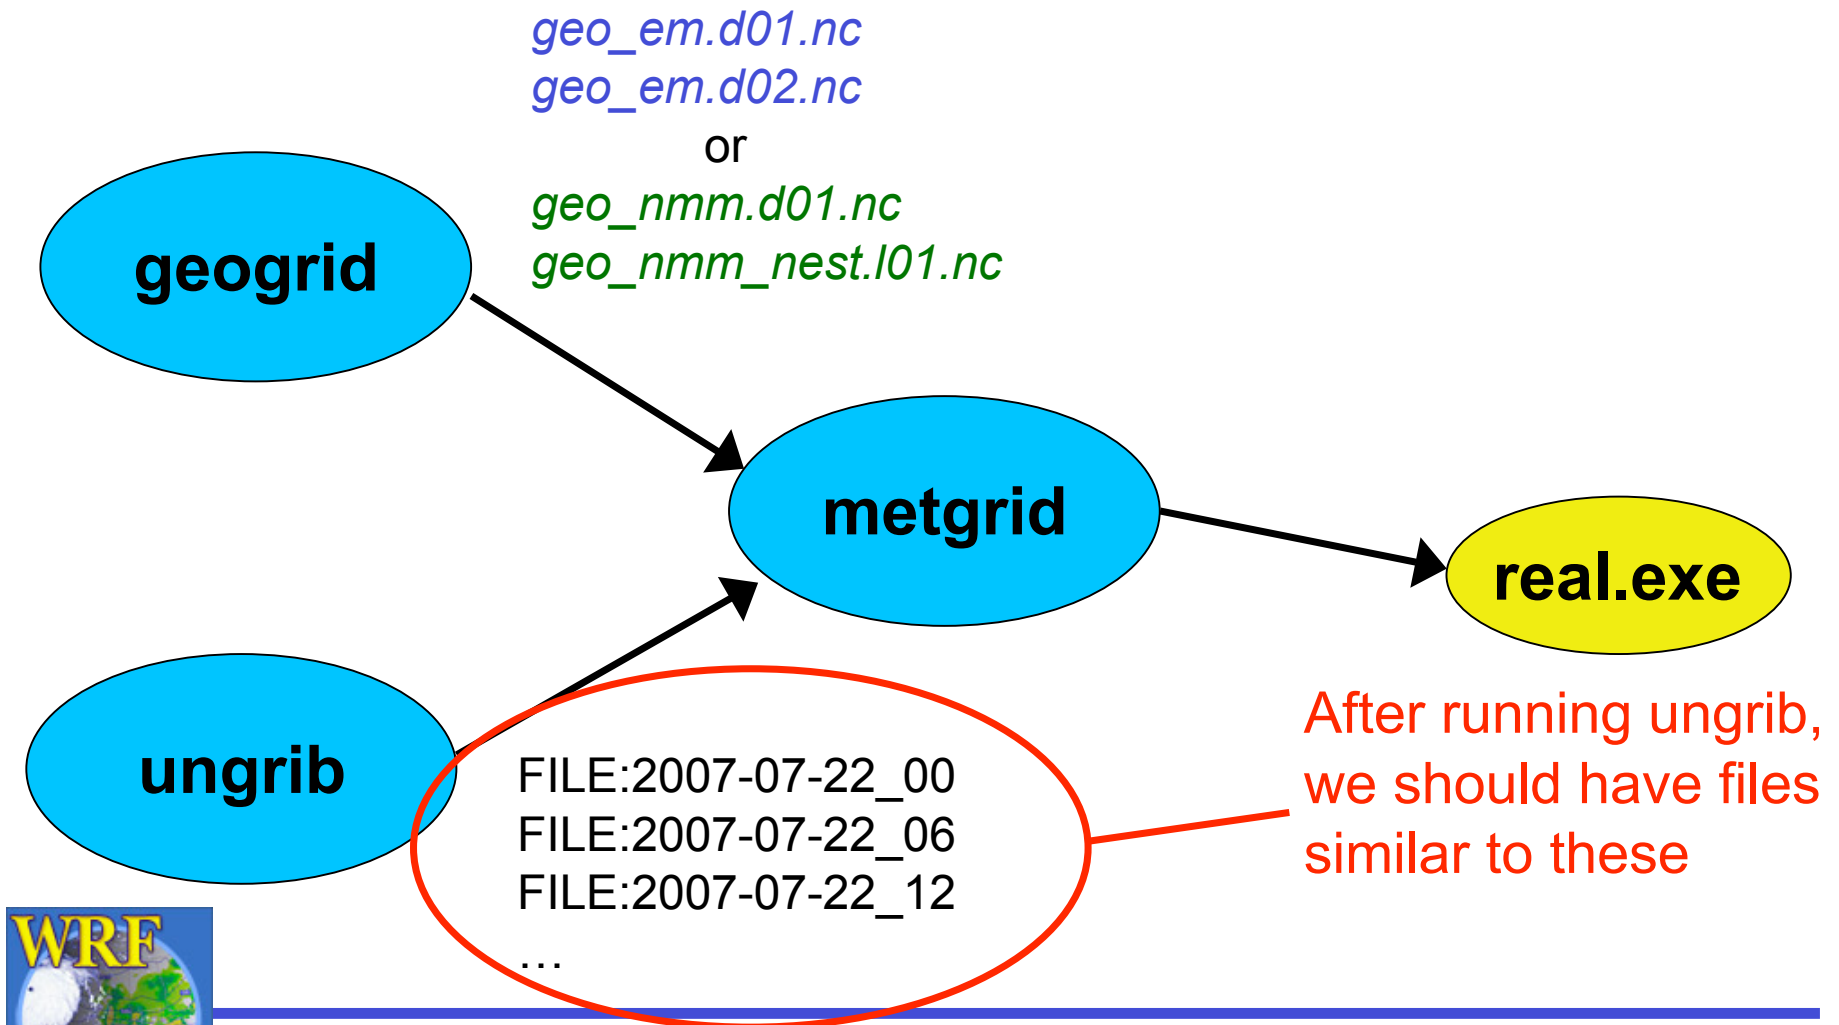 geo_em.d01.nc
geo_em.d02.nc
or
geo_nmm.d01.nc
geo_nmm_nest.l01.nc
geogrid
metgrid
real.exe
ungrib
FILE:2007-07-22_00
FILE:2007-07-22_06
FILE:2007-07-22_12
…
After running ungrib,
we should have files
similar to these
WRF